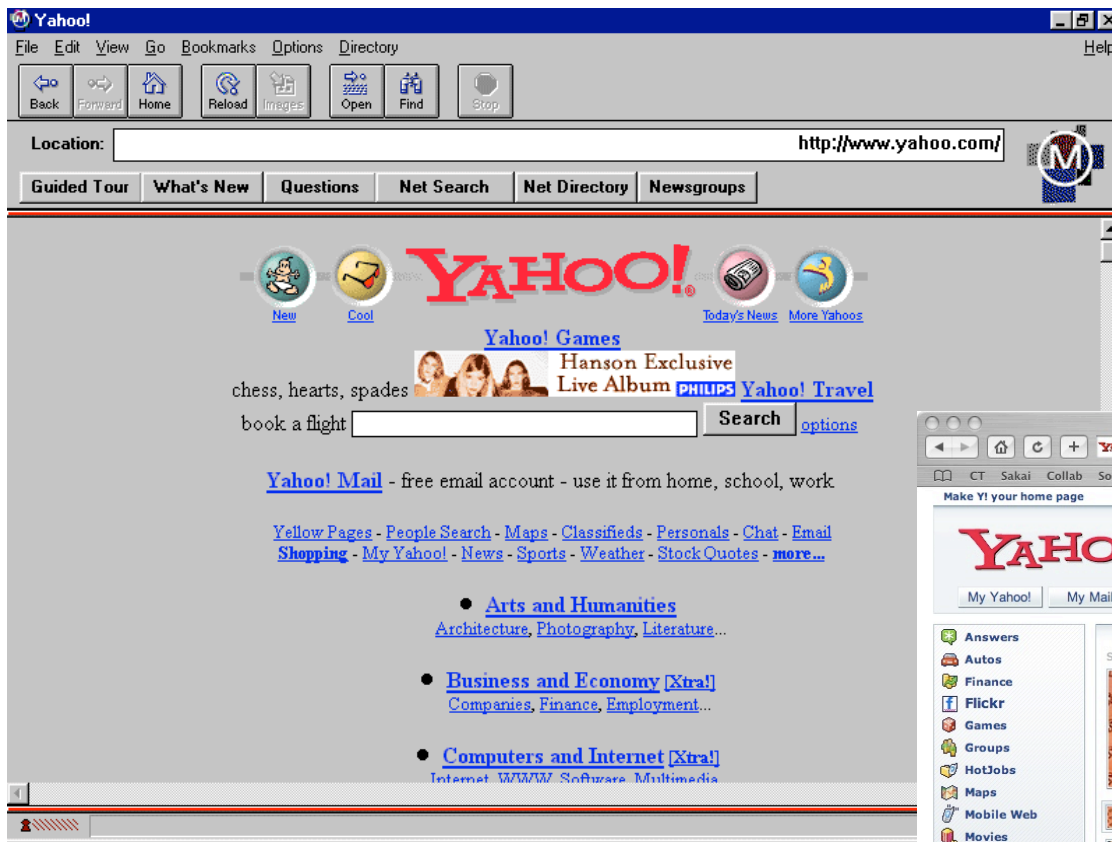 Yahoo!
File Edit View Go Bookmarks Options Directory Help
Back Forward Home Reload Images Open Find Stop
Location: http://www.yahoo.com/
Guided Tour What's New Questions Net Search Net Directory Newsgroups
YAHOO!
New Cool Today's News More Yahoos
Yahoo! Games
Hanson Exclusive
chess, hearts, spades Live Album PHILIPS Yahoo! Travel
book a flight Search options
Yahoo! Mail - free email account - use it from home, school, work
Yellow Pages - People Search - Maps - Classifieds - Personals - Chat - Email
Shopping - My Yahoo! - News - Sports - Weather - Stock Quotes - more...
Arts and Humanities
Architecture, Photography, Literature...
Business and Economy [Xtra!]
Companies, Finance, Employment...
Computers and Internet [Xtra!]
Internet, WWW, Software, Multimedia
CT Sakai Collab
Make Y! your home page
My Yahoo!
Answers
Autos
Finance
Flickr
Games
Groups
HotJobs
Maps
Mobile Web
Movies